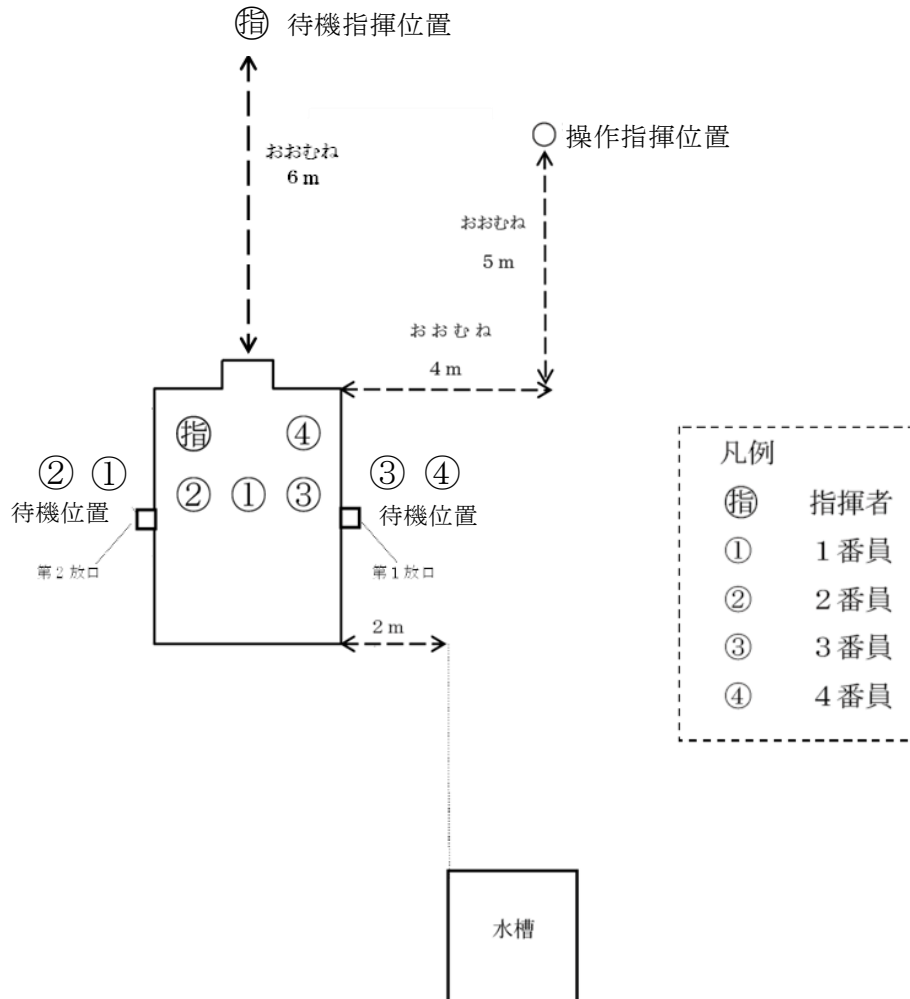 指 待機指揮位置
おおむね
6m
操作指揮位置
おおむね
5m
おおむね
4m
指 ④
② ① ② ① ③ ③ ④
待機位置
待機位置
第2放口
第1放口
2m
水槽
凡例
指 指揮者
① 1番員
② 2番員
③ 3番員
④ 4番員